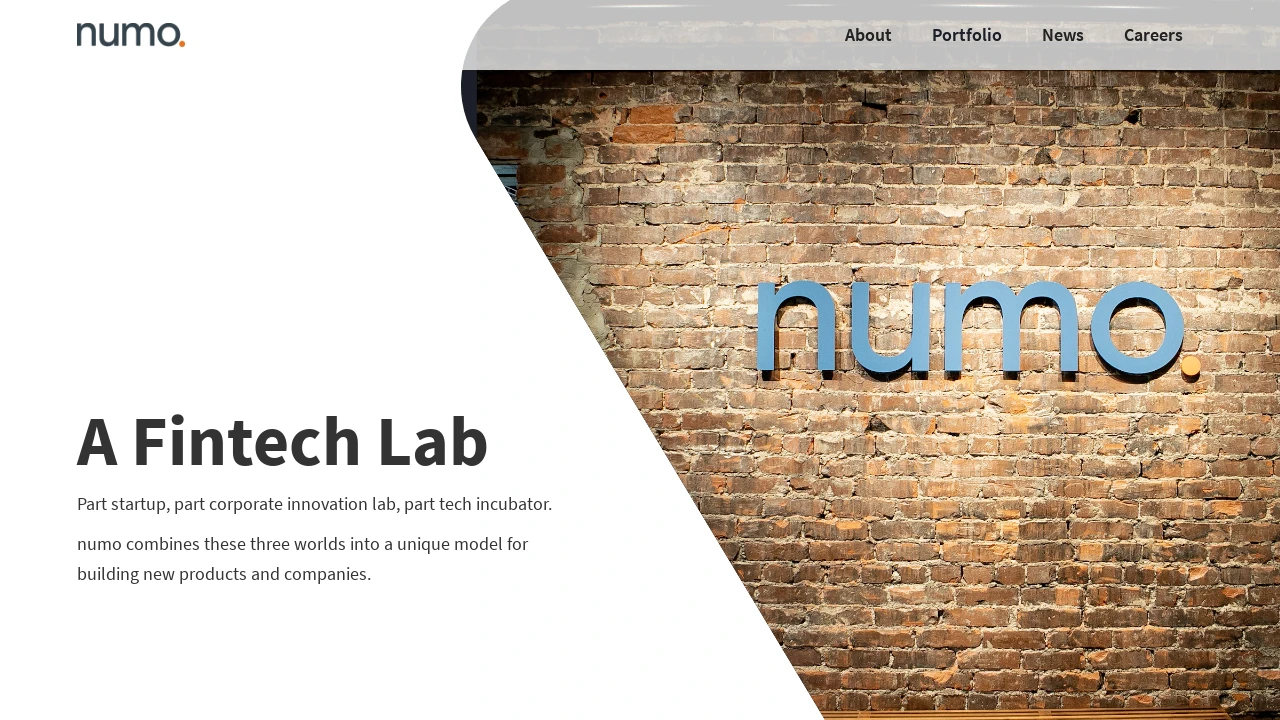 numo.
About
Portfolio
News
Careers
numo.
A Fintech Lab
Part startup, part corporate innovation lab, part tech incubator.
numo combines these three worlds into a unique model for
building new products and companies.